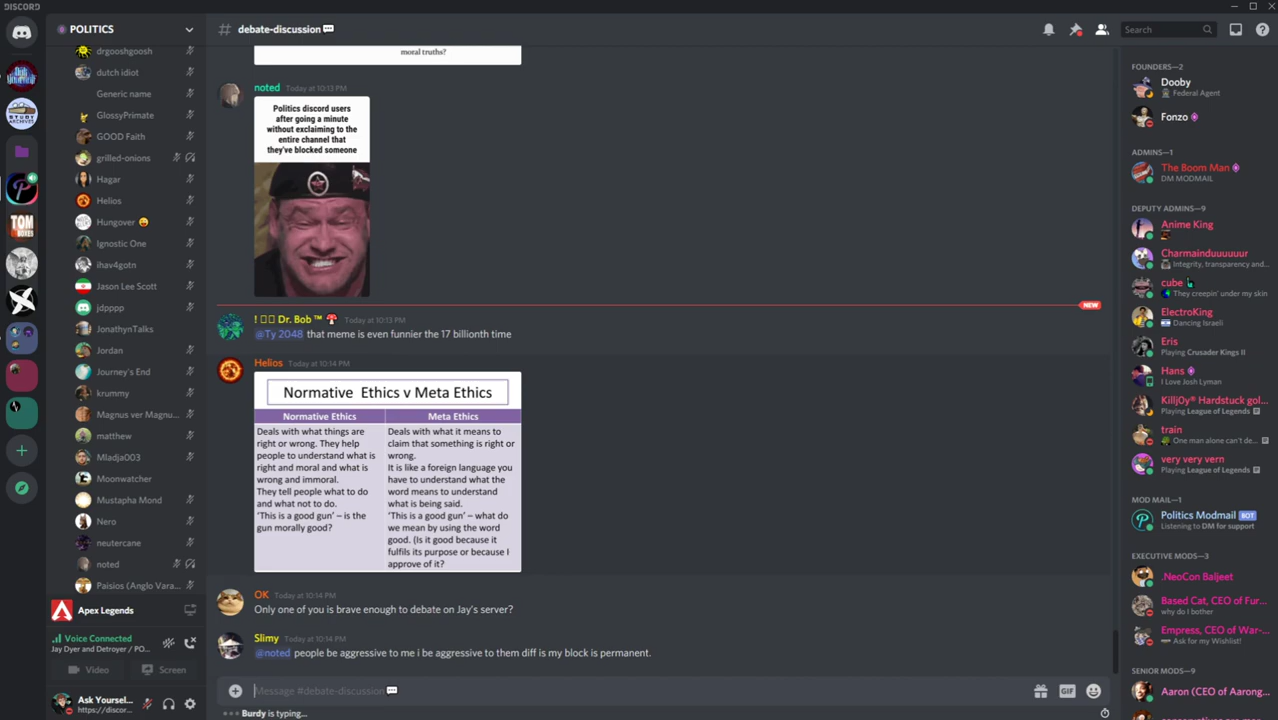 DISCORD
POLITICS
drgooshgoosh
dutch idiot
Generic name
GlossyPrimate
GOOD Faith
grilled-onions
Hagar
Helios
Hungover 😛
Ignostic One
ihav4gotn
Jason Lee Scott
jdpppp
JonathynTalks
Jordan
Journey's End
krummy
Magnus ver Magnu...
matthew
Mladja003
Moonwatcher
Mustapha Mond
Nero
neutercane
noted
Paisios (Anglo Vara...
Apex Legends
Voice Connected
Jay Dyer and Detroyer / PO...
Video
Screen
Ask Yoursel...
https://discor...
# debate-discussion💬
Search
moral truths?
noted Today at 10:13 PM
Politics discord users
after going a minute
without exclaiming to the
entire channel that
they've blocked someone
NEW
! Dr. Bob ™ 🍄 Today at 10:13 PM
@Ty 2048 that meme is even funnier the 17 billionth time
Helios Today at 10:14 PM
Normative Ethics v Meta Ethics
Normative Ethics
Deals with what things are
right or wrong. They help
people to understand what is
right and moral and what is
wrong and immoral.
They tell people what to do
and what not to do.
‘This is a good gun’ – is the
gun morally good?
Meta Ethics
Deals with what it means to
claim that something is right or
wrong.
It is like a foreign language you
have to understand what the
word means to understand
what is being said.
‘This is a good gun’ – what do
we mean by using the word
good. (Is it good because it
fulfils its purpose or because I
approve of it?
OK Today at 10:14 PM
Only one of you is brave enough to debate on Jay's server?
Slimy Today at 10:14 PM
@noted people be aggressive to me i be aggressive to them diff is my block is permanent.
Message #debate-discussion💬
GIF
Burdy is typing...
FOUNDERS—2
Dooby
Federal Agent
Fonzo
ADMINS—1
The Boom Man
DM MODMAIL
DEPUTY ADMINS—9
Anime King
Charmainduuuuuur
Integrity, transparency and...
cube
They creepin' under my skin
ElectroKing
Dancing Israeli
Eris
Playing Crusader Kings II
Hans
I Love Josh Lyman
Killj0y® Hardstuck gol...
Playing League of Legends
train
One man alone can't de...
very very vern
Playing League of Legends
MOD MAIL—1
Politics Modmail BOT
Listening to DM for support
EXECUTIVE MODS—3
.NeoCon Baljeet
Based Cat, CEO of Fur...
why do I bother
Empress, CEO of War-...
Ask for my Wishlist!
SENIOR MODS—9
Aaron (CEO of Aarong...